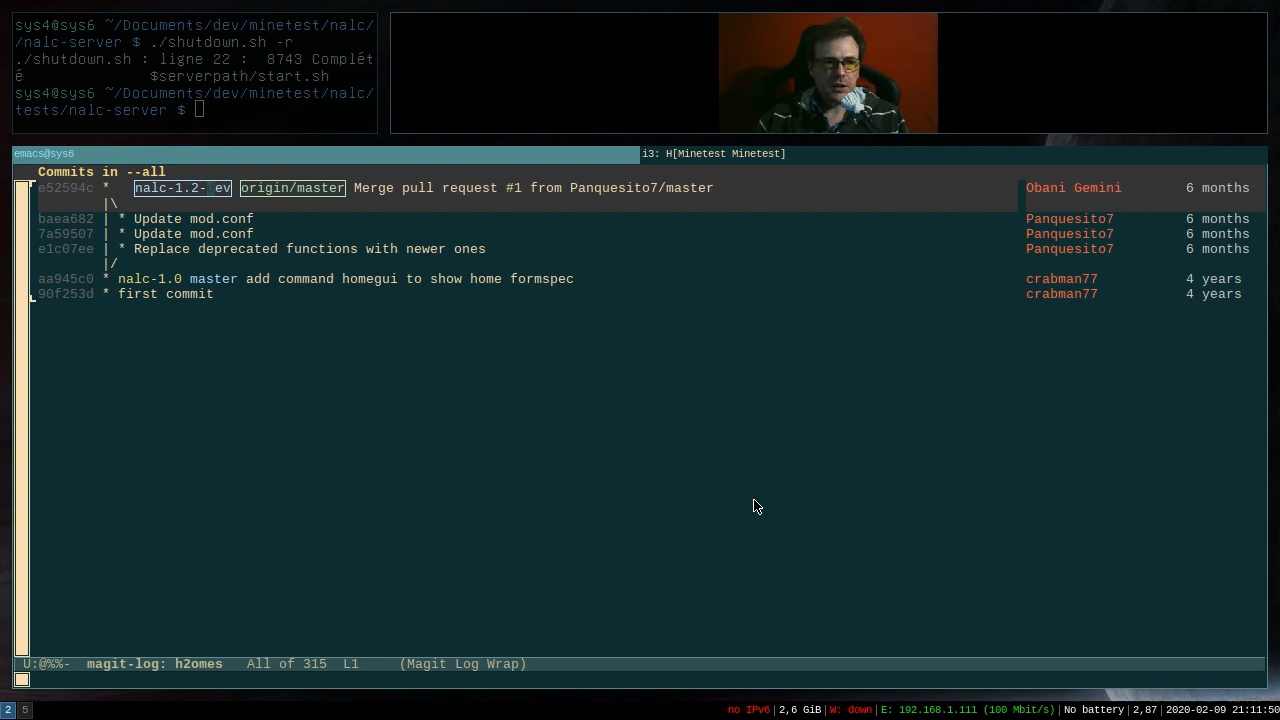 sys4@sys6 ~/Documents/dev/minetest/nalc/
/nalc-server $ ./shutdown.sh -r
./shutdown.sh : ligne 22 :  8743 Complét
é                $serverpath/start.sh
sys4@sys6 ~/Documents/dev/minetest/nalc/
tests/nalc-server $
emacs@sys6
i3: H[Minetest Minetest]
Commits in --all
e52594c *   nalc-1.2- ev origin/master Merge pull request #1 from Panquesito7/master Obani Gemini 6 months
|\
baea682 | * Update mod.conf Panquesito7 6 months
7a59507 | * Update mod.conf Panquesito7 6 months
e1c07ee | * Replace deprecated functions with newer ones Panquesito7 6 months
|/
aa945c0 * nalc-1.0 master add command homegui to show home formspec crabman77 4 years
90f253d * first commit crabman77 4 years
U:@%%-  magit-log: h2omes   All of 315  L1     (Magit Log Wrap)
2 5
no IPv6|2,6 GiB|W: down|E: 192.168.1.111 (100 Mbit/s)|No battery|2,87|2020-02-09 21:11:50